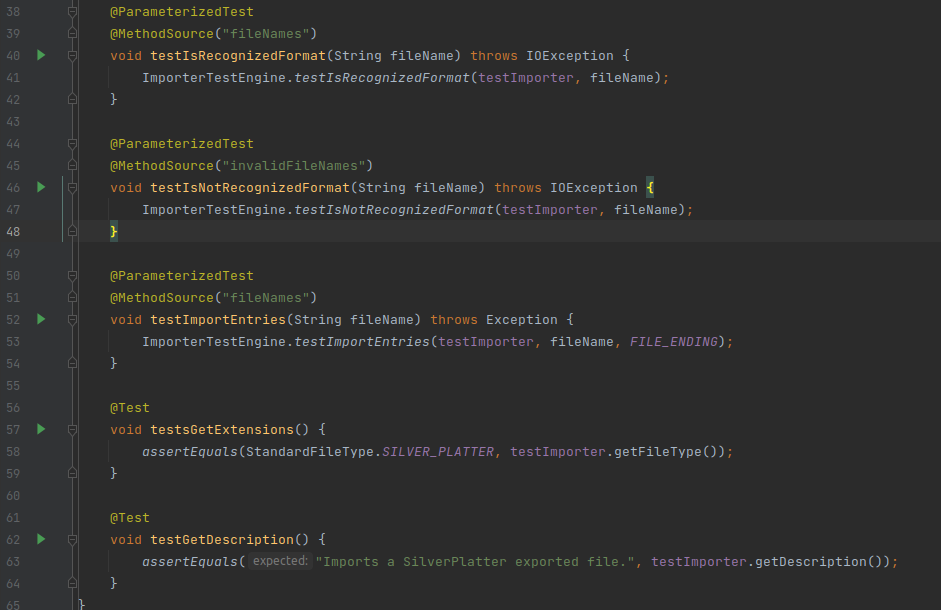 38 @ParameterizedTest
39 @MethodSource("fileNames")
40 void testIsRecognizedFormat(String fileName) throws IOException {
41 ImporterTestEngine.testIsRecognizedFormat(testImporter, fileName);
42 }
43
44 @ParameterizedTest
45 @MethodSource("invalidFileNames")
46 void testIsNotRecognizedFormat(String fileName) throws IOException {
47 ImporterTestEngine.testIsNotRecognizedFormat(testImporter, fileName);
48 }
49
50 @ParameterizedTest
51 @MethodSource("fileNames")
52 void testImportEntries(String fileName) throws Exception {
53 ImporterTestEngine.testImportEntries(testImporter, fileName, FILE_ENDING);
54 }
55
56 @Test
57 void testsGetExtensions() {
58 assertEquals(StandardFileType.SILVER_PLATTER, testImporter.getFileType());
59 }
60
61 @Test
62 void testGetDescription() {
63 assertEquals( expected: "Imports a SilverPlatter exported file.", testImporter.getDescription());
64 }
65 }